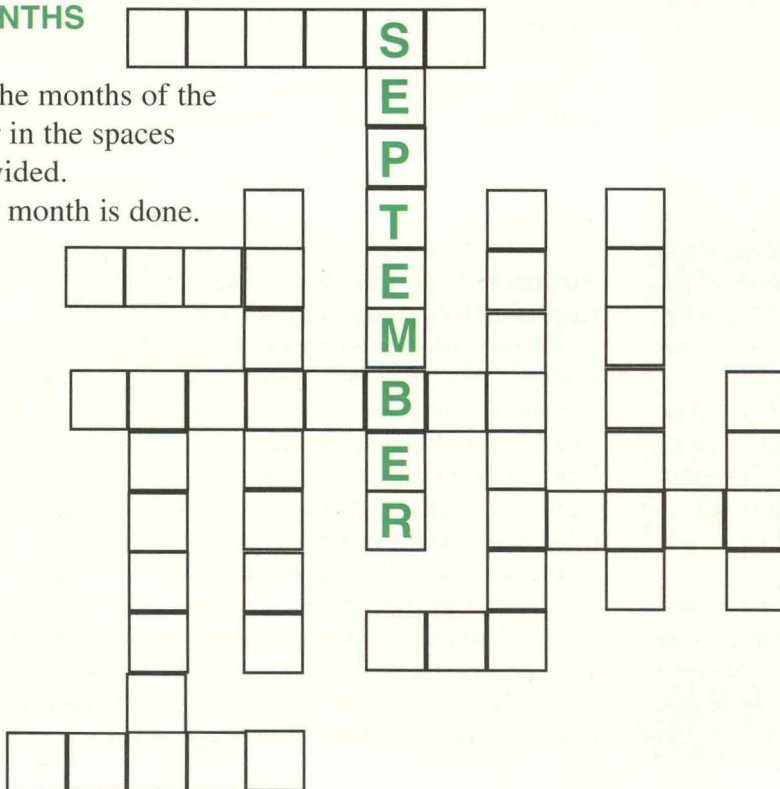 NTHS
he months of the
in the spaces
vided.
month is done.
S
E
P
T
E
M
B
E
R